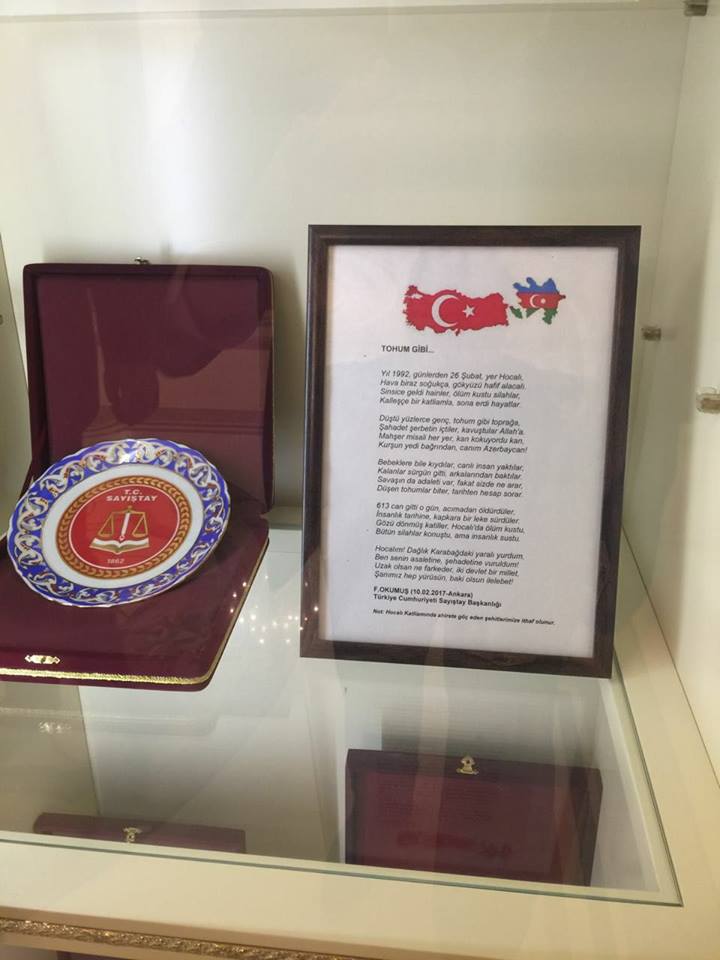 T.C.
SAYIŞTAY
1862
TOHUM GİBİ...
Yıl 1992, günlerden 26 Şubat, yer Hocalı,
Hava biraz soğukça, gökyüzü hafif alacalı.
Sinsice geldi hainler, ölüm kustu silahlar,
Kalleşçe bir katliamla, sona erdi hayatlar.
Düştü yüzlerce genç, tohum gibi toprağa,
Şahadet şerbetin içtiler, kavuştular Allah'a.
Mahşer misali her yer, kan kokuyordu kan,
Kurşun yedi bağrından, canım Azerbaycan!
Bebeklere bile kıydılar, canlı insan yaktılar,
Kalanlar sürgün gitti, arkalarından baktılar.
Savaşın da adaleti var, fakat sizde ne arar,
Düşen tohumlar biter, tarihten hesap sorar.
613 can gitti o gün, acımadan öldürdüler,
İnsanlık tarihine, kapkara bir leke sürdüler.
Gözü dönmüş katiller, Hocalı'da ölüm kustu,
Bütün silahlar konuştu, ama insanlık sustu.
Hocalım! Dağlık Karabağdaki yaralı yurdum,
Ben senin asaletine, şehadetine vuruldum!
Uzak olsan ne farkeder, iki devlet bir millet,
Şanımız hep yürüsün, baki olsun ilelebet!
F.OKUMUŞ (10.02.2017-Ankara)
Türkiye Cumhuriyeti Sayıştay Başkanlığı
Not: Hocalı Katliamında ahirete göç eden şehitlerimize ithaf olunur.